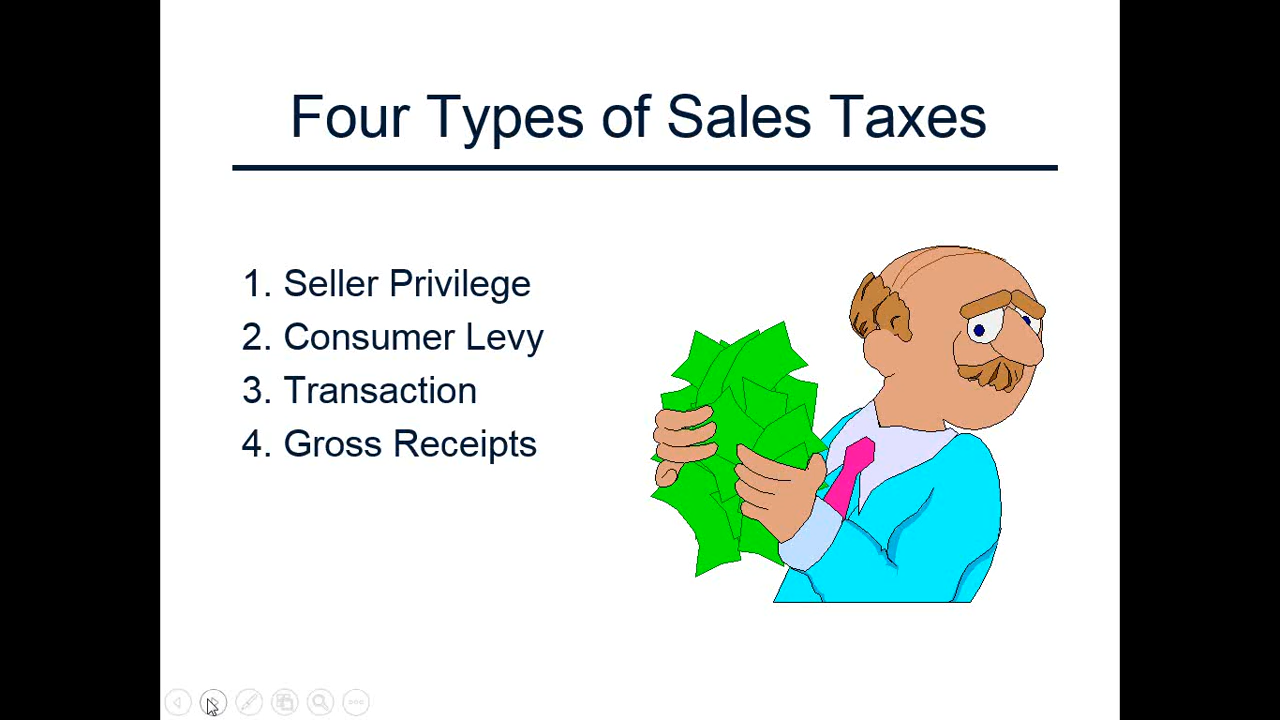 Four Types of Sales Taxes
1. Seller Privilege
2. Consumer Levy
3. Transaction
4. Gross Receipts